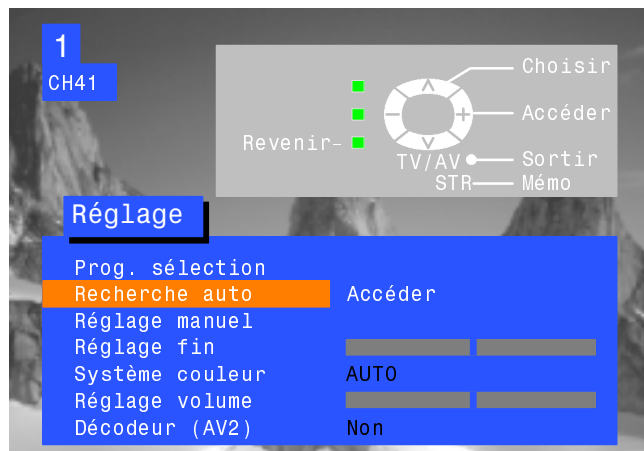 1
CH41
Choisir
Accéder
Revenir
TV/AV Sortir
STR Mémo
Réglage
Prog. sélection
Recherche auto Accéder
Réglage manuel
Réglage fin
Système couleur AUTO
Réglage volume
Décodeur (AV2) Non